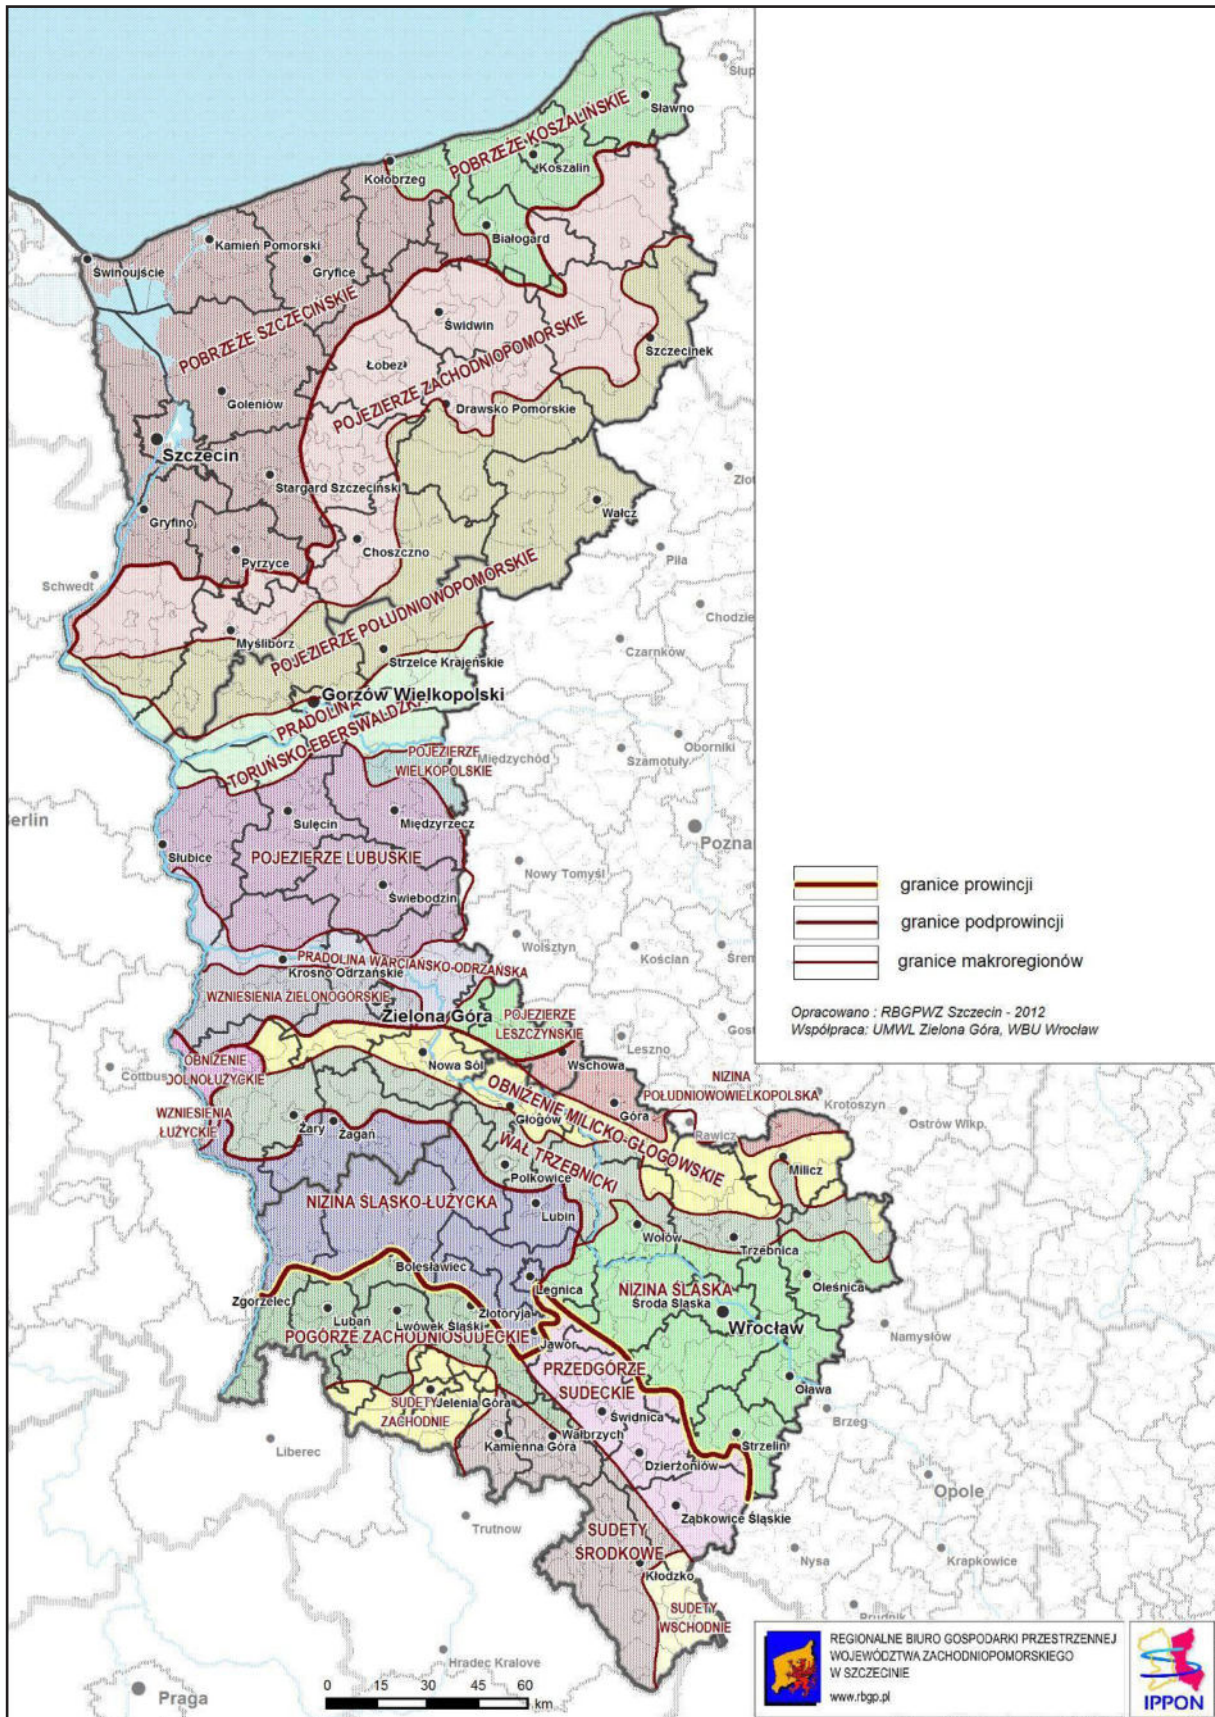 Słup
Sławno
POBRZEŻE KOSZALIŃSKIE
Koszalin
Kołobrzeg
Białogard
Kamień Pomorski
Świnoujście
Gryfice
POBRZEŻE SZCZECIŃSKIE
Świdwin
Szczecinek
Łobez
POJEZIERZE ZACHODNIOPOMORSKIE
Goleniów
Drawsko Pomorskie
Szczecin
Złot
Stargard Szczeciński
Wałcz
Gryfino
Choszczno
Pyrzyce
Piła
Schwedt
POJEZIERZE POŁUDNIOWOPOMORSKIE
Chodzie
Myślibórz
Czarnków
Strzelce Krajeńskie
Gorzów Wielkopolski
PRADOLINA
TORUŃSKO-EBERSWALDZKA
Oborniki
POJEZIERZE
WIELKOPOLSKIE
Międzychód
Szamotuły
erlin
Sulęcin
Międzyrzecz
Pozna
Słubice
POJEZIERZE LUBUSKIE
Nowy Tomyśl
Świebodzin
granice prowincji
granice podprowincji
granice makroregionów
Wolsztyn
Kościan
Śrem
PRADOLINA WARCIAŃSKO-ODRZAŃSKA
Krosno Odrzańskie
WZNIESIENIA ZIELONOGÓRSKIE
Zielona Góra
POJEZIERZE
LESZCZYŃSKIE
Gost
Leszno
Opracowano : RBGPWZ Szczecin - 2012
Współpraca: UMWL Zielona Góra, WBU Wrocław
Cottbus
OBNIŻENIE
DOLNOŁUŻYCKIE
Nowa Sól
Wschowa
NIZINA
POŁUDNIOWOWIELKOPOLSKA
Krotoszyn
Ostrów Wlkp.
OBNIŻENIE MILICKO-GŁOGOWSKIE
Góra
Rawicz
WZNIESIENIA
ŁUŻYCKIE
Żary
Żagań
Głogów
WAŁ TRZEBNICKI
Milicz
Polkowice
NIZINA ŚLĄSKO-ŁUŻYCKA
Lubin
Wołów
Trzebnica
Bolesławiec
Legnica
NIZINA ŚLĄSKA
Oleśnica
Zgorzelec
Środa Śląska
Wrocław
Lubań
Lwówek Śląski
Złotoryja
Namysłów
POGÓRZE ZACHODNIOSUDECKIE
Jawor
PRZEDGÓRZE
SUDECKIE
Oława
SUDETY
ZACHODNIE
Jelenia Góra
Świdnica
Brzeg
Liberec
Kamienna Góra
Wałbrzych
Strzelin
Dzierżoniów
Opole
Trutnow
Ząbkowice Śląskie
SUDETY
ŚRODKOWE
Nysa
Krapkowice
Kłodzko
SUDETY
WSCHODNIE
Prudnik
Hradec Kralove
Praga
0 15 30 45 60
km
REGIONALNE BIURO GOSPODARKI PRZESTRZENNEJ
WOJEWÓDZTWA ZACHODNIOPOMORSKIEGO
W SZCZECINIE
www.rbgp.pl
IPPON